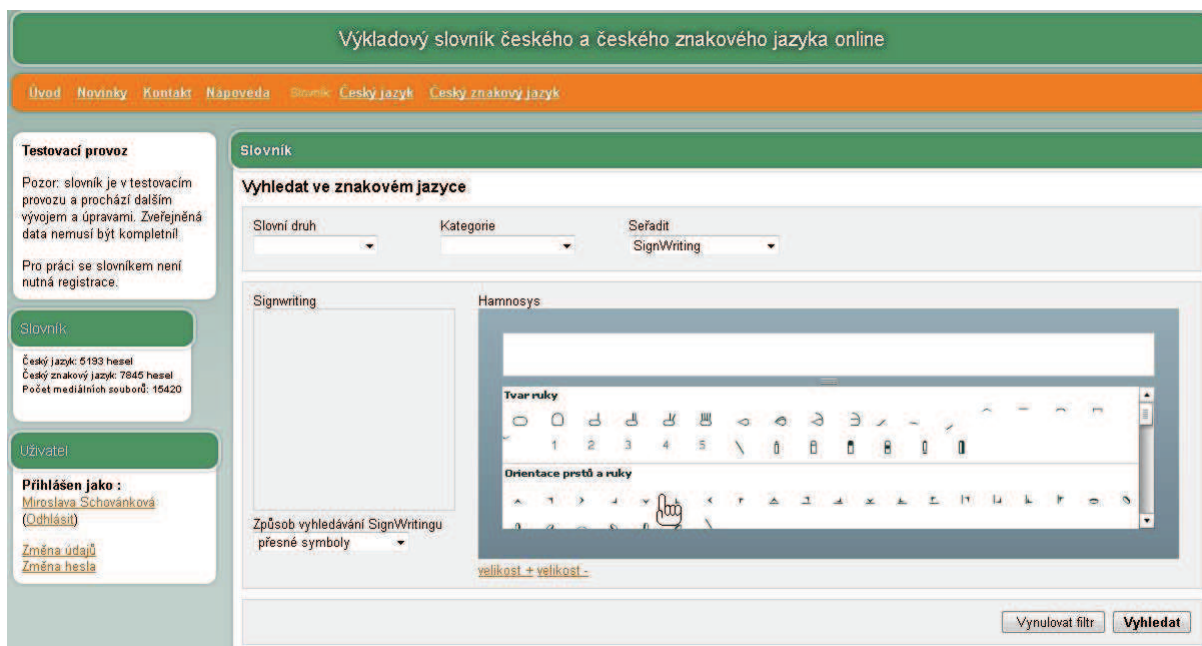 Výkladový slovník českého a českého znakového jazyka online
Úvod Novinky Kontakt Nápověda Slovník: Český jazyk Český znakový jazyk
Testovací provoz
Pozor: slovník je v testovacím
provozu a prochází dalším
vývojem a úpravami. Zveřejněná
data nemusí být kompletní!
Pro práci se slovníkem není
nutná registrace.
Slovník
Český jazyk: 5193 hesel
Český znakový jazyk: 7845 hesel
Počet mediálních souborů: 15420
Uživatel
Přihlášen jako :
Miroslava Schovánková
(Odhlásit)
Změna údajů
Změna hesla
Slovník
Vyhledat ve znakovém jazyce
Slovní druh Kategorie Seřadit
SignWriting
Signwriting Hamnosys
Tvar ruky
1 2 3 4 5
Orientace prstů a ruky
Způsob vyhledávání SignWritingu
přesné symboly
velikost + velikost -
Vynulovat filtr Vyhledat